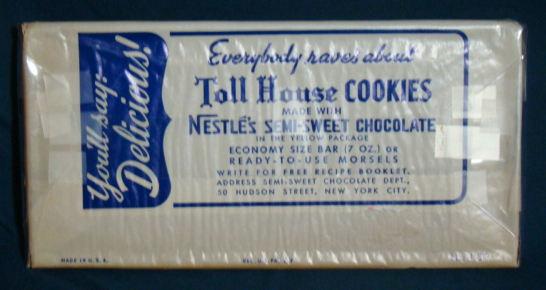 You'll say:-
Delicious!
Everybody raves about
Toll House COOKIES
MADE WITH
NESTLÉ'S SEMI-SWEET CHOCOLATE
IN THE YELLOW PACKAGE
ECONOMY SIZE BAR (7 OZ.) OR
READY-TO-USE MORSELS
WRITE FOR FREE RECIPE BOOKLET.
ADDRESS SEMI-SWEET CHOCOLATE DEPT.,
50 HUDSON STREET, NEW YORK CITY.
MADE IN U. S. A.